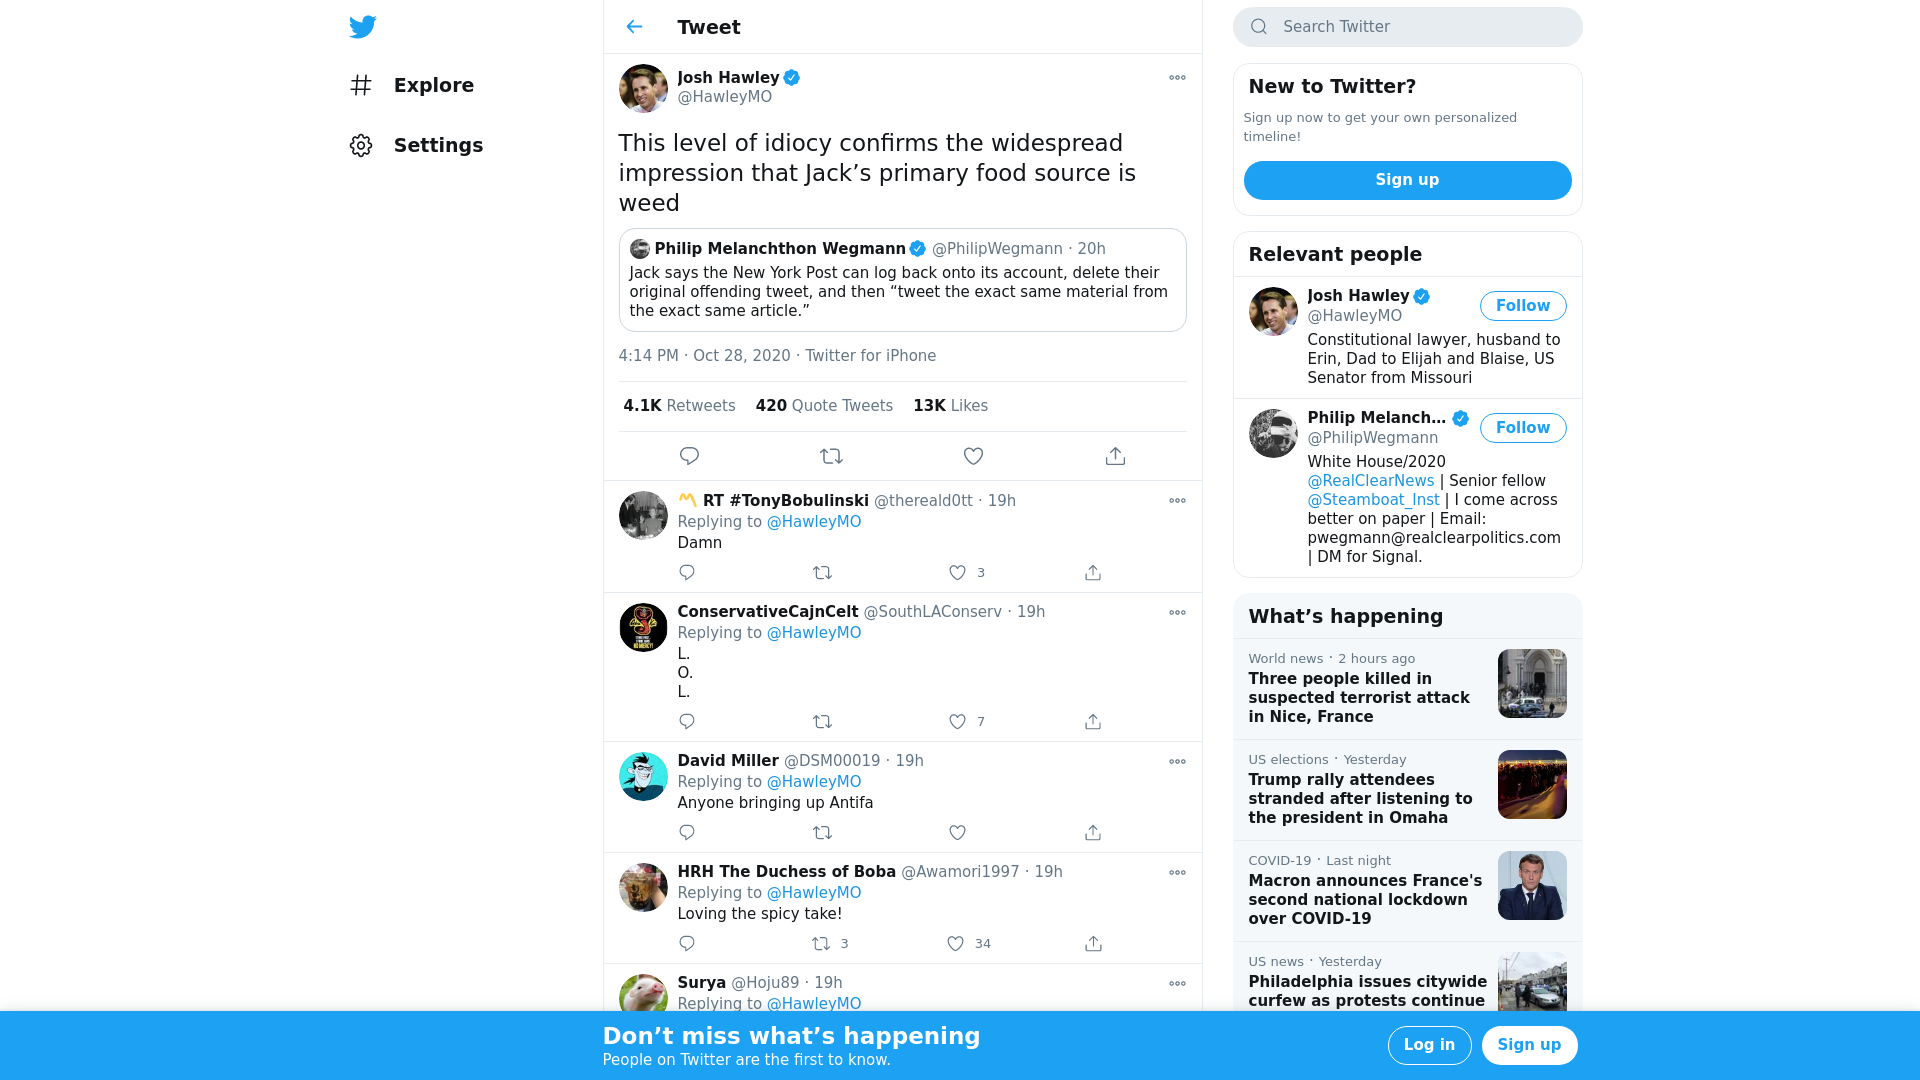 Explore
Settings
Tweet
Josh Hawley
@HawleyMO
This level of idiocy confirms the widespread
impression that Jack’s primary food source is
weed
Philip Melanchthon Wegmann @PhilipWegmann · 20h
Jack says the New York Post can log back onto its account, delete their
original offending tweet, and then “tweet the exact same material from
the exact same article.”
4:14 PM · Oct 28, 2020 · Twitter for iPhone
4.1K Retweets 420 Quote Tweets 13K Likes
RT #TonyBobulinski @thereald0tt · 19h
Replying to @HawleyMO
Damn
3
ConservativeCajnCelt @SouthLAConserv · 19h
Replying to @HawleyMO
L.
O.
L.
7
David Miller @DSM00019 · 19h
Replying to @HawleyMO
Anyone bringing up Antifa
HRH The Duchess of Boba @Awamori1997 · 19h
Replying to @HawleyMO
Loving the spicy take!
3 34
Surya @Hoju89 · 19h
Replying to @HawleyMO
Search Twitter
New to Twitter?
Sign up now to get your own personalized
timeline!
Sign up
Relevant people
Josh Hawley
@HawleyMO
Follow
Constitutional lawyer, husband to
Erin, Dad to Elijah and Blaise, US
Senator from Missouri
Philip Melanch...
@PhilipWegmann
Follow
White House/2020
@RealClearNews | Senior fellow
@Steamboat_Inst | I come across
better on paper | Email:
pwegmann@realclearpolitics.com
| DM for Signal.
What’s happening
World news · 2 hours ago
Three people killed in
suspected terrorist attack
in Nice, France
US elections · Yesterday
Trump rally attendees
stranded after listening to
the president in Omaha
COVID-19 · Last night
Macron announces France's
second national lockdown
over COVID-19
US news · Yesterday
Philadelphia issues citywide
curfew as protests continue
Don’t miss what’s happening
People on Twitter are the first to know.
Log in
Sign up